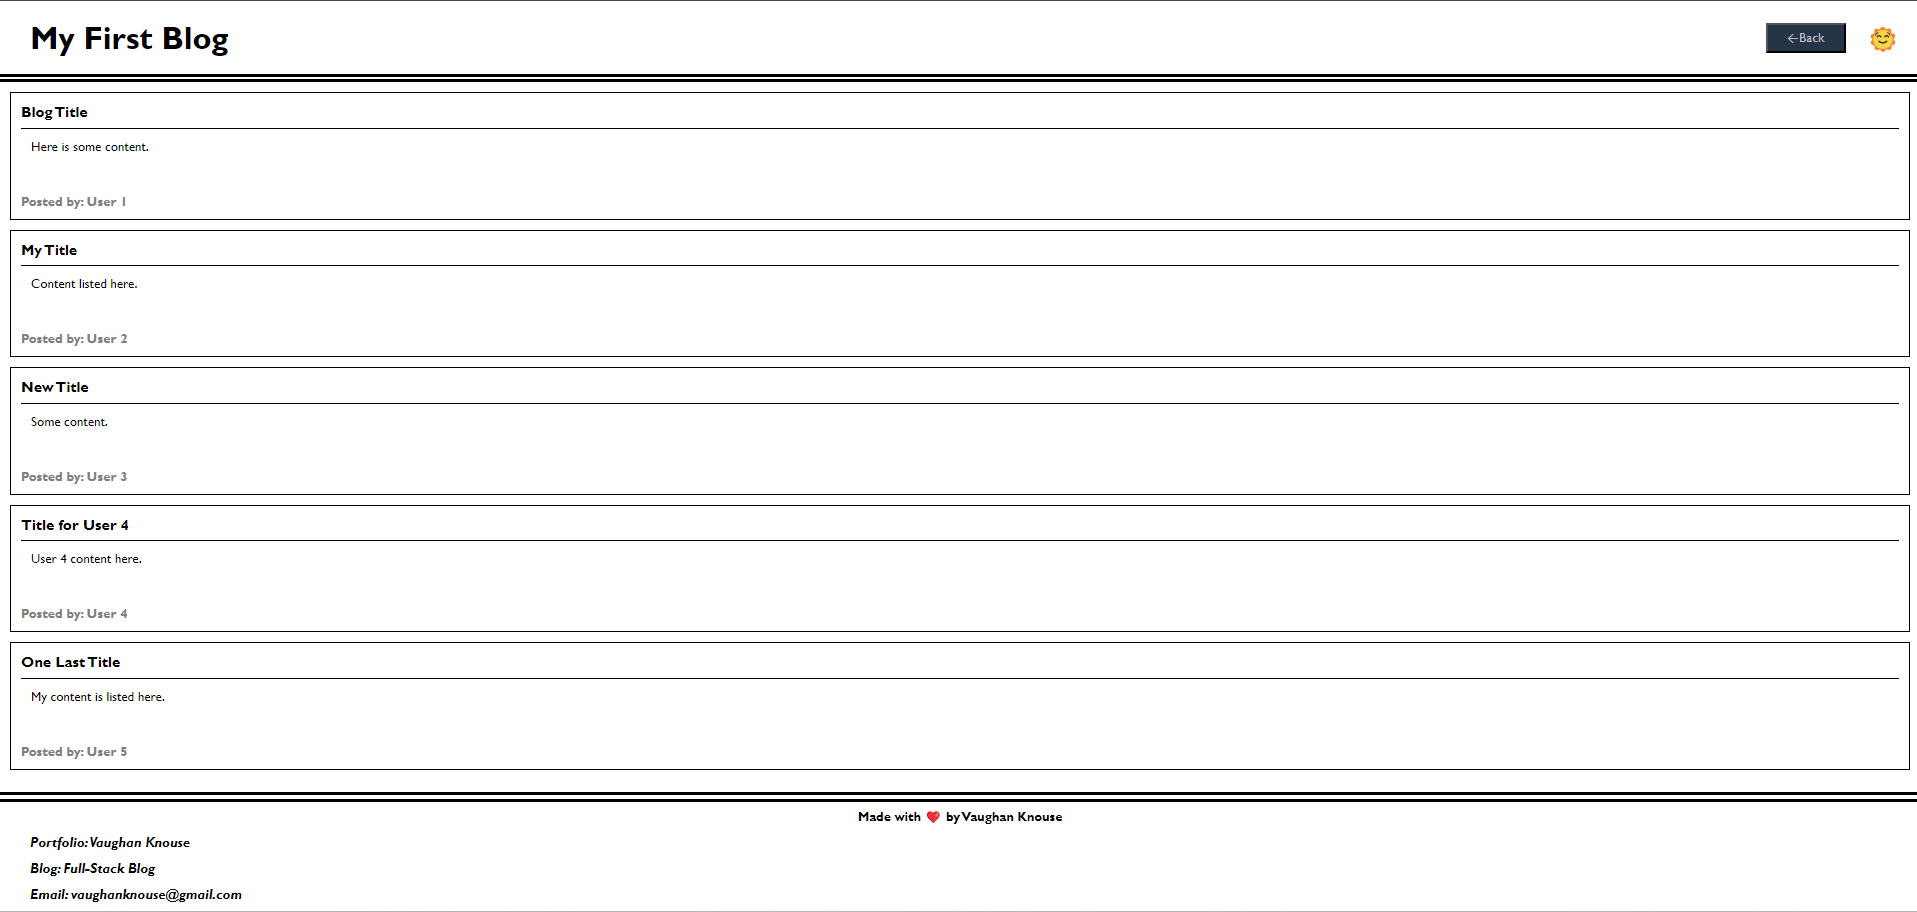 My First Blog
←Back
Blog Title
Here is some content.
Posted by: User 1
My Title
Content listed here.
Posted by: User 2
New Title
Some content.
Posted by: User 3
Title for User 4
User 4 content here.
Posted by: User 4
One Last Title
My content is listed here.
Posted by: User 5
Made with ❤️ by Vaughan Knouse
Portfolio: Vaughan Knouse
Blog: Full-Stack Blog
Email: vaughanknouse@gmail.com